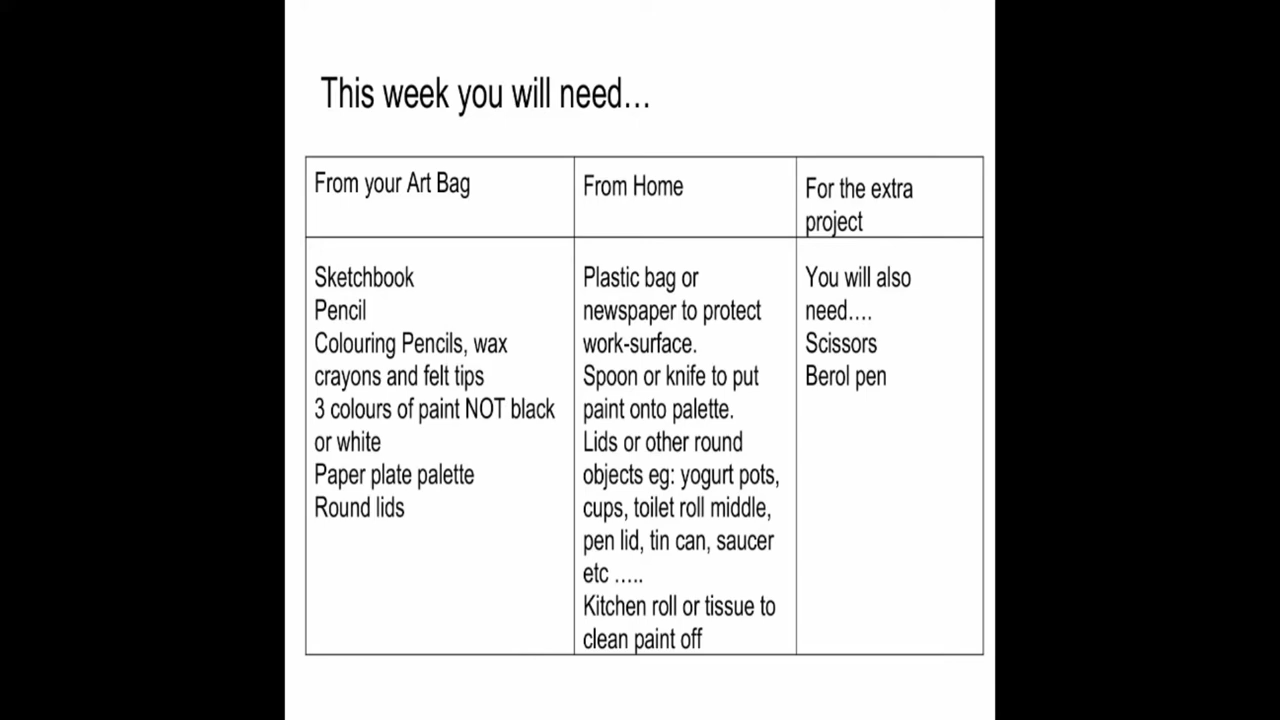 This week you will need…
From your Art Bag
From Home
For the extra
project
Sketchbook
Pencil
Colouring Pencils, wax
crayons and felt tips
3 colours of paint NOT black
or white
Paper plate palette
Round lids
Plastic bag or
newspaper to protect
work-surface.
Spoon or knife to put
paint onto palette.
Lids or other round
objects eg: yogurt pots,
cups, toilet roll middle,
pen lid, tin can, saucer
etc …..
Kitchen roll or tissue to
clean paint off
You will also
need….
Scissors
Berol pen